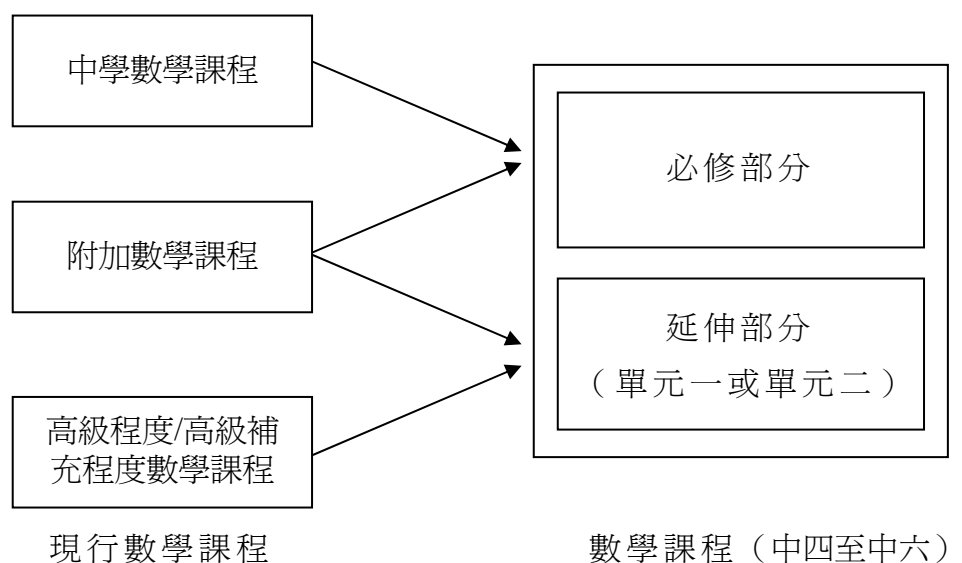 中學數學課程
附加數學課程
高級程度/高級補
充程度數學課程
現行數學課程
必修部分
延伸部分
（單元一或單元二）
數學課程（中四至中六）